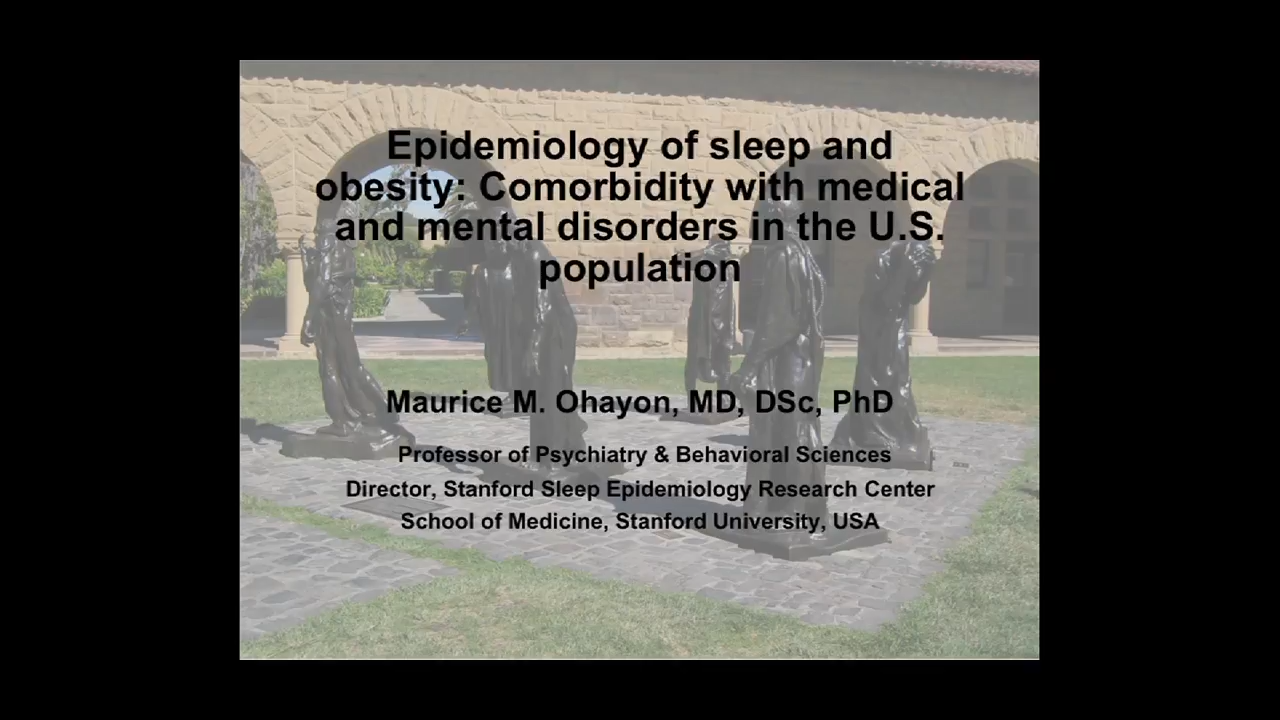 Epidemiology of sleep and
obesity: Comorbidity with medical
and mental disorders in the U.S.
population
Maurice M. Ohayon, MD, DSc, PhD
Professor of Psychiatry & Behavioral Sciences
Director, Stanford Sleep Epidemiology Research Center
School of Medicine, Stanford University, USA